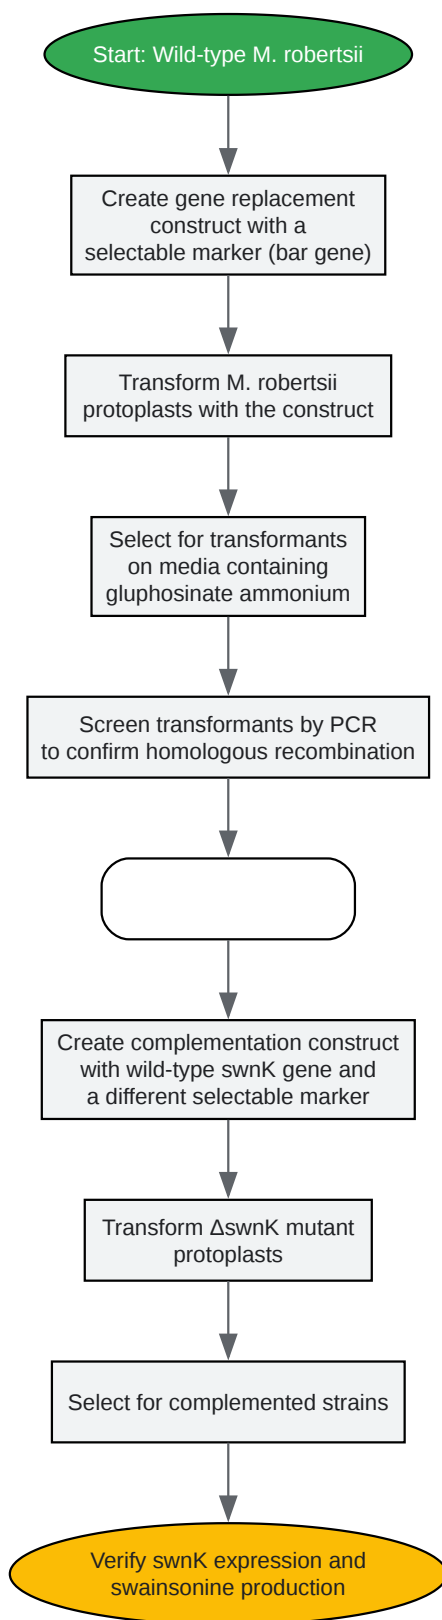 Start: Wild-type M. robertsii
Create gene replacement
construct with a
selectable marker (bar gene)
Transform M. robertsii
protoplasts with the construct
Select for transformants
on media containing
gluphosinate ammonium
Screen transformants by PCR
to confirm homologous recombination
Create complementation construct
with wild-type swnK gene and
a different selectable marker
Transform ΔswnK mutant
protoplasts
Select for complemented strains
Verify swnK expression and
swainsonine production